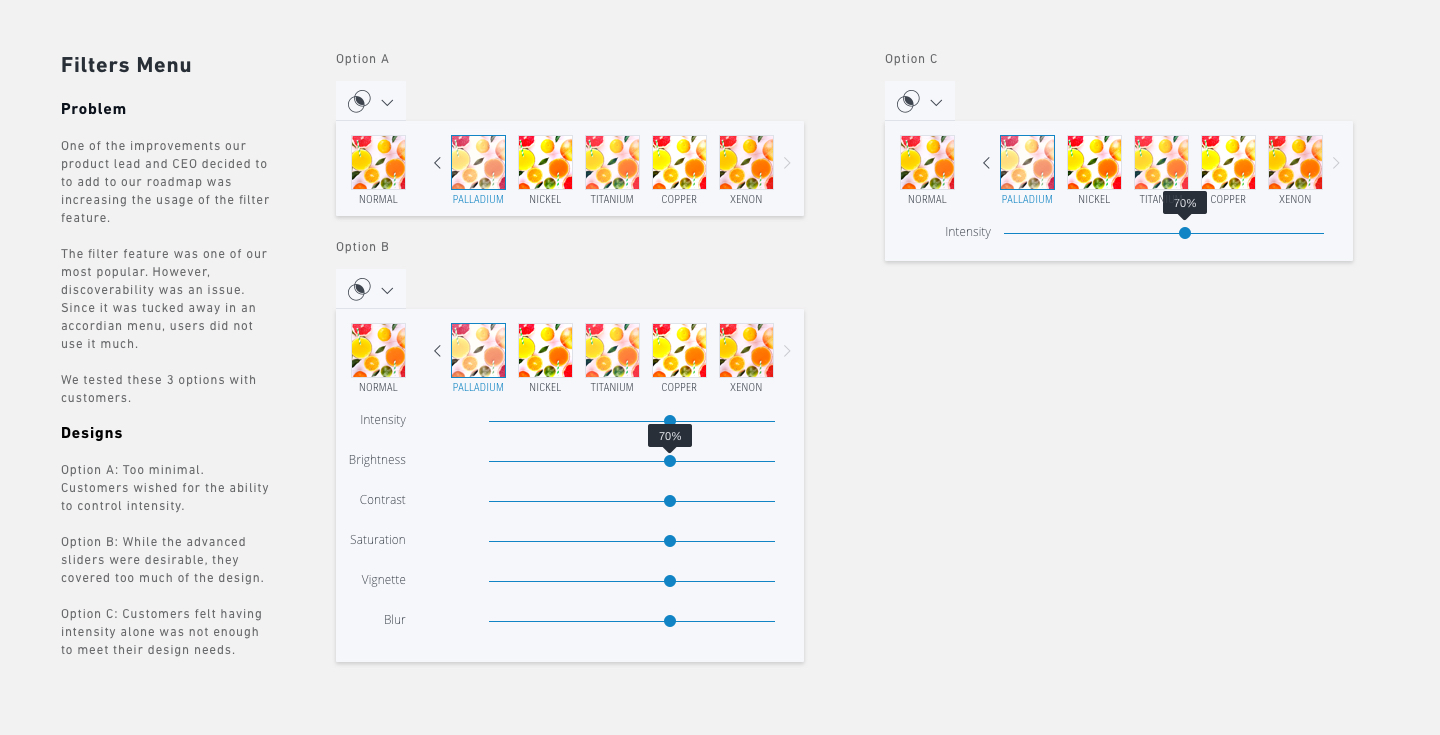 Filters Menu
Problem
One of the improvements our
product lead and CEO decided to
to add to our roadmap was
increasing the usage of the filter
feature.
The filter feature was one of our
most popular. However,
discoverability was an issue.
Since it was tucked away in an
accordian menu, users did not
use it much.
We tested these 3 options with
customers.
Designs
Option A: Too minimal.
Customers wished for the ability
to control intensity.
Option B: While the advanced
sliders were desirable, they
covered too much of the design.
Option C: Customers felt having
intensity alone was not enough
to meet their design needs.
Option A
NORMAL PALLADIUM NICKEL TITANIUM COPPER XENON
Option B
NORMAL PALLADIUM NICKEL TITANIUM COPPER XENON
Intensity
70%
Brightness
Contrast
Saturation
Vignette
Blur
Option C
NORMAL PALLADIUM NICKEL TITAN COPPER XENON
70%
Intensity